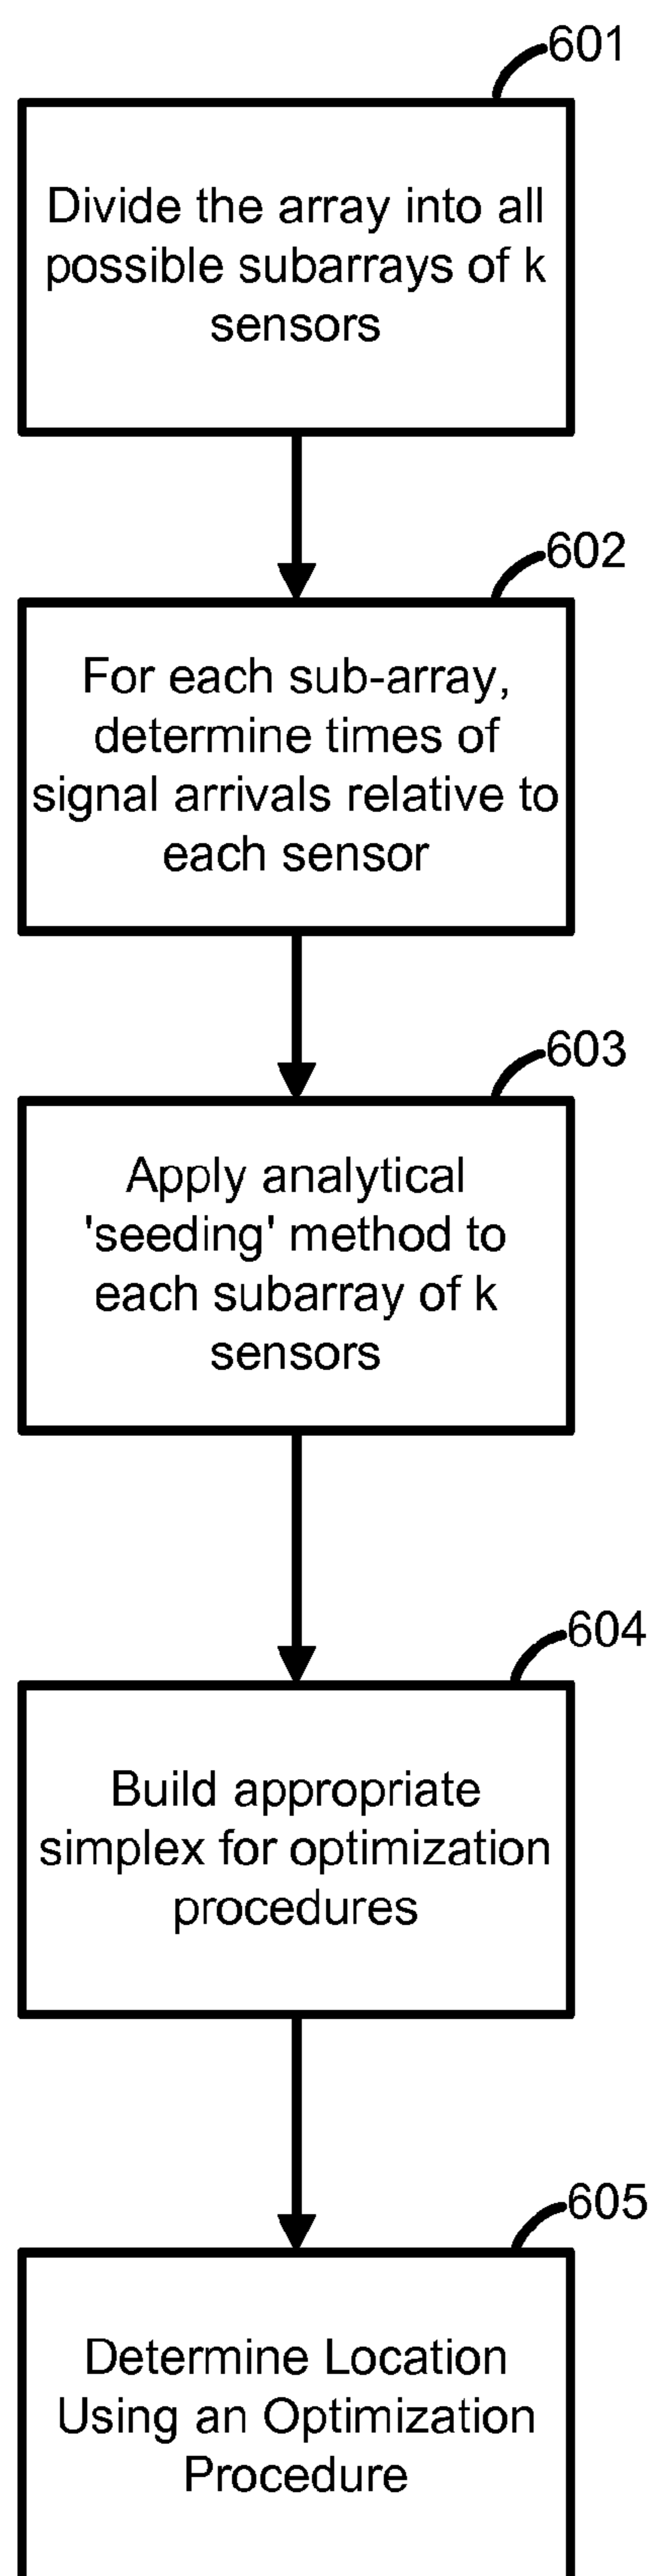 601
Divide the array into all
possible subarrays of k
sensors
602
For each sub-array,
determine times of
signal arrivals relative to
each sensor
603
Apply analytical
'seeding' method to
each subarray of k
sensors
604
Build appropriate
simplex for optimization
procedures
605
Determine Location
Using an Optimization
Procedure